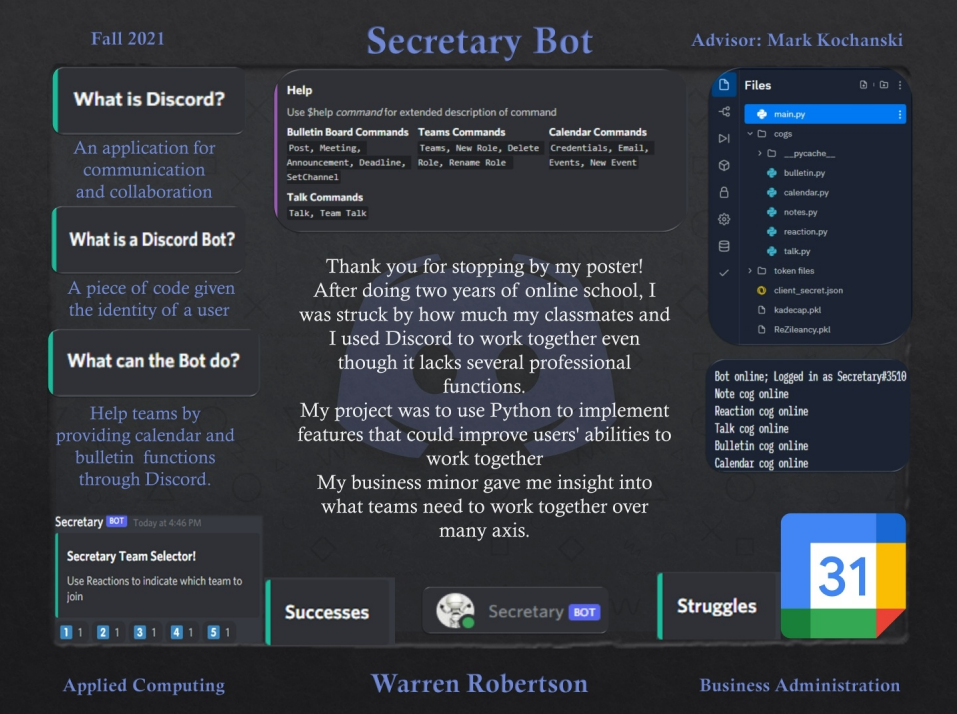 Fall 2021
Secretary Bot
Advisor: Mark Kochanski
What is Discord?
An application for
communication
and collaboration
What is a Discord Bot?
A piece of code given
the identity of a user
What can the Bot do?
Help teams by
providing calendar and
bulletin functions
through Discord.
Secretary BOT Today at 4:46 PM
Secretary Team Selector!
Use Reactions to indicate which team to
join
1 1 2 1 3 1 4 1 5 1
Help
Use $help command for extended description of command
Bulletin Board Commands Teams Commands Calendar Commands
Post, Meeting, Teams, New Role, Delete Credentials, Email,
Announcement, Deadline, Role, Rename Role Events, New Event
SetChannel
Talk Commands
Talk, Team Talk
Thank you for stopping by my poster!
After doing two years of online school, I
was struck by how much my classmates and
I used Discord to work together even
though it lacks several professional
functions.
My project was to use Python to implement
features that could improve users' abilities to
work together
My business minor gave me insight into
what teams need to work together over
many axis.
Successes
Secretary BOT
Struggles
Files
main.py
cogs
__pycache__
bulletin.py
calendar.py
notes.py
reaction.py
talk.py
token files
client_secret.json
kadecap.pkl
ReZileancy.pkl
Bot online; Logged in as Secretary#3510
Note cog online
Reaction cog online
Talk cog online
Bulletin cog online
Calendar cog online
31
Applied Computing
Warren Robertson
Business Administration